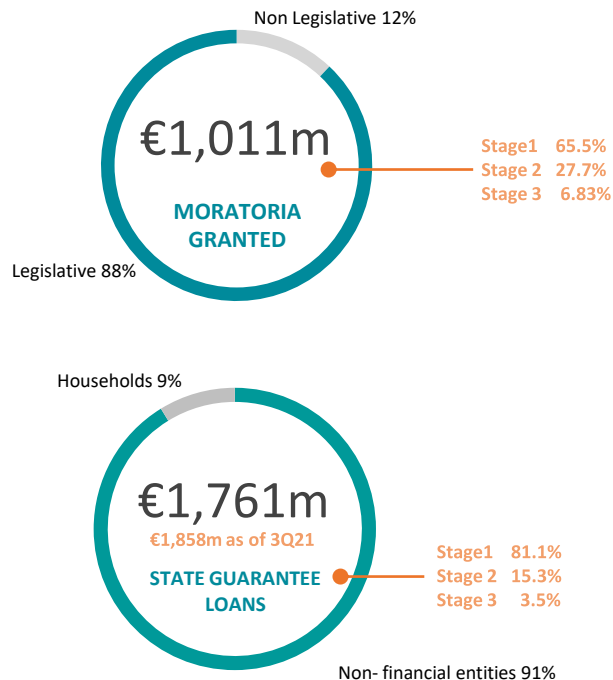 Non Legislative 12%
€1,011m
MORATORIA
GRANTED
Stage1 65.5%
Stage 2 27.7%
Stage 3 6.83%
Legislative 88%
Households 9%
€1,761m
€1,858m as of 3Q21
STATE GUARANTEE
LOANS
Stage1 81.1%
Stage 2 15.3%
Stage 3 3.5%
Non- financial entities 91%